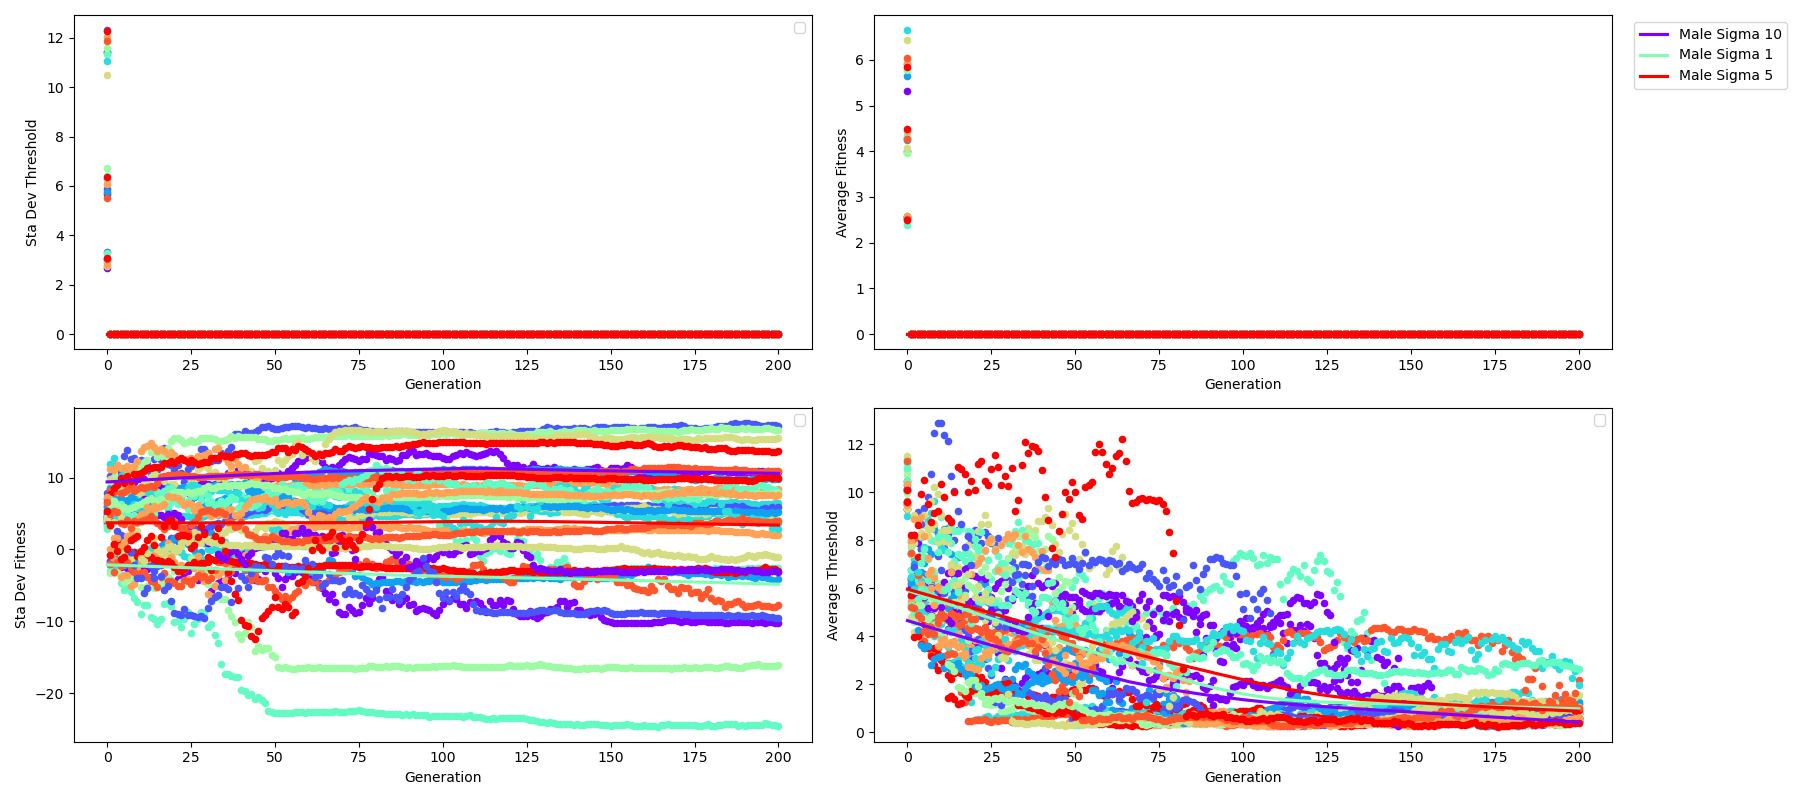 Sta Dev Threshold
12
10
8
6
4
2
0
0 25 50 75 100 125 150 175 200
Generation
Average Fitness
6
5
4
3
2
1
0
0 25 50 75 100 125 150 175 200
Generation
Male Sigma 10
Male Sigma 1
Male Sigma 5
Sta Dev Fitness
10
0
−10
−20
0 25 50 75 100 125 150 175 200
Generation
Average Threshold
12
10
8
6
4
2
0
0 25 50 75 100 125 150 175 200
Generation